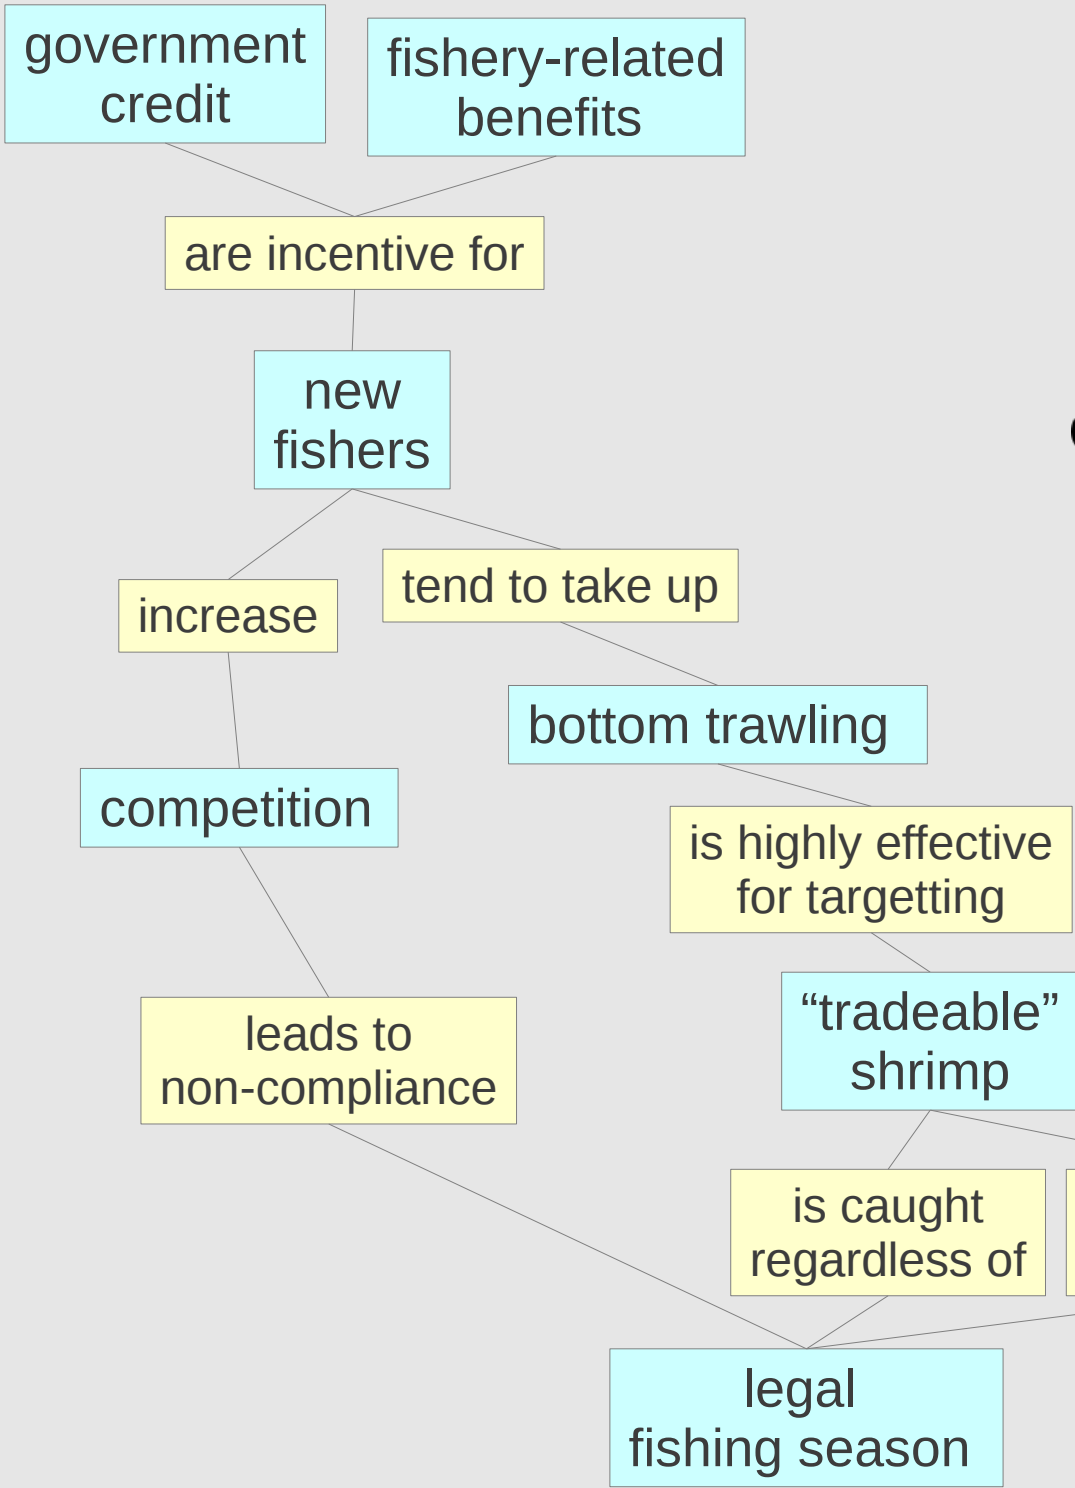 government
credit
fishery-related
benefits
are incentive for
new
fishers
increase
tend to take up
bottom trawling
competition
is highly effective
for targetting
“tradeable”
shrimp
leads to
non-compliance
is caught
regardless of
legal
fishing season